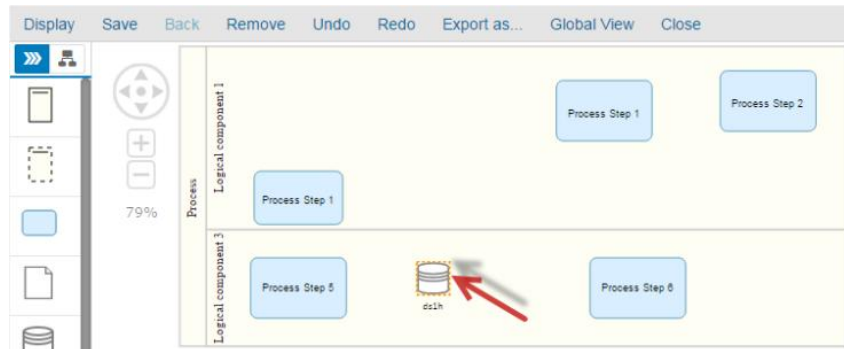 Display Save Back Remove Undo Redo Export as... Global View Close
79%
Process
Logical component 1
Process Step 1
Process Step 2
Process Step 1
Logical component 3
Process Step 5
ds1h
Process Step 6